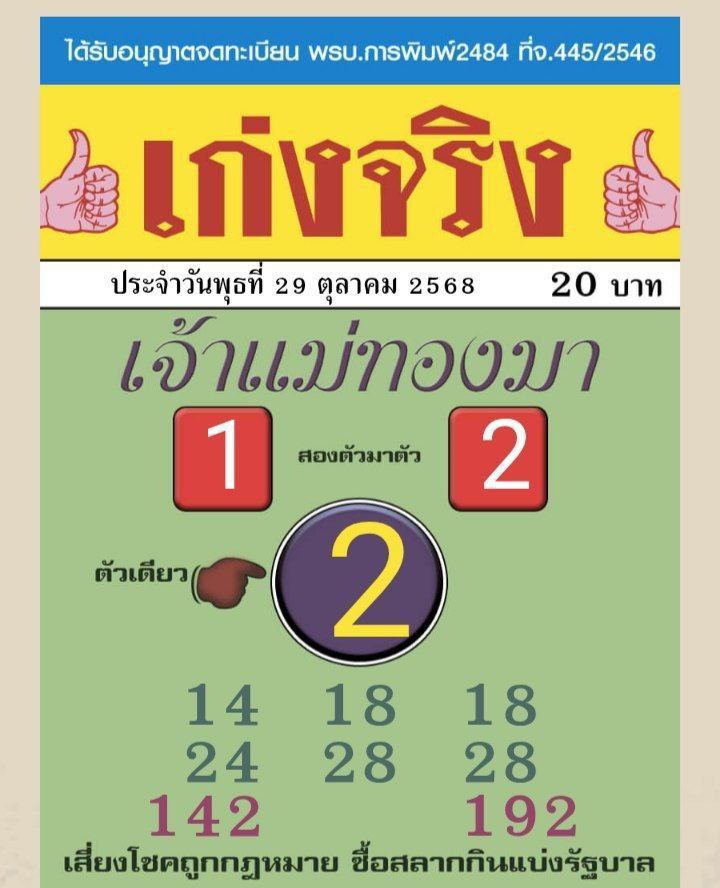 ได้รับอนุญาตจดทะเบียน พรบ.การพิมพ์2484 ที่จ.445/2546
เก่งจริง
ประจำวันพุธที่ 29 ตุลาคม 2568 20 บาท
เจ้าแม่ทองมา
1 สองตัวมาตัว 2
ตัวเดียว 2
14 18 18
24 28 28
142 192
เสี่ยงโชคถูกกฎหมาย ซื้อสลากกินแบ่งรัฐบาล